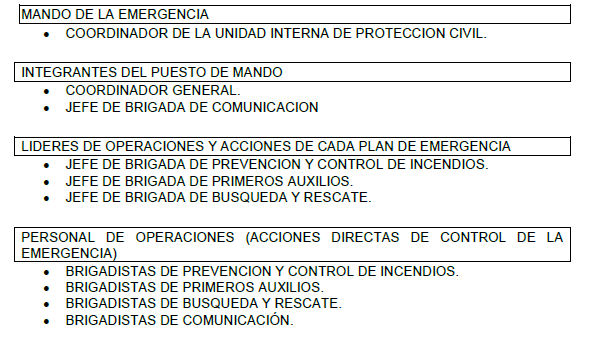 MANDO DE LA EMERGENCIA
• COORDINADOR DE LA UNIDAD INTERNA DE PROTECCION CIVIL.
INTEGRANTES DEL PUESTO DE MANDO
• COORDINADOR GENERAL.
• JEFE DE BRIGADA DE COMUNICACION
LIDERES DE OPERACIONES Y ACCIONES DE CADA PLAN DE EMERGENCIA
• JEFE DE BRIGADA DE PREVENCION Y CONTROL DE INCENDIOS.
• JEFE DE BRIGADA DE PRIMEROS AUXILIOS.
• JEFE DE BRIGADA DE BUSQUEDA Y RESCATE.
PERSONAL DE OPERACIONES (ACCIONES DIRECTAS DE CONTROL DE LA
EMERGENCIA)
• BRIGADISTAS DE PREVENCION Y CONTROL DE INCENDIOS.
• BRIGADISTAS DE PRIMEROS AUXILIOS.
• BRIGADISTAS DE BUSQUEDA Y RESCATE.
• BRIGADISTAS DE COMUNICACIÓN.